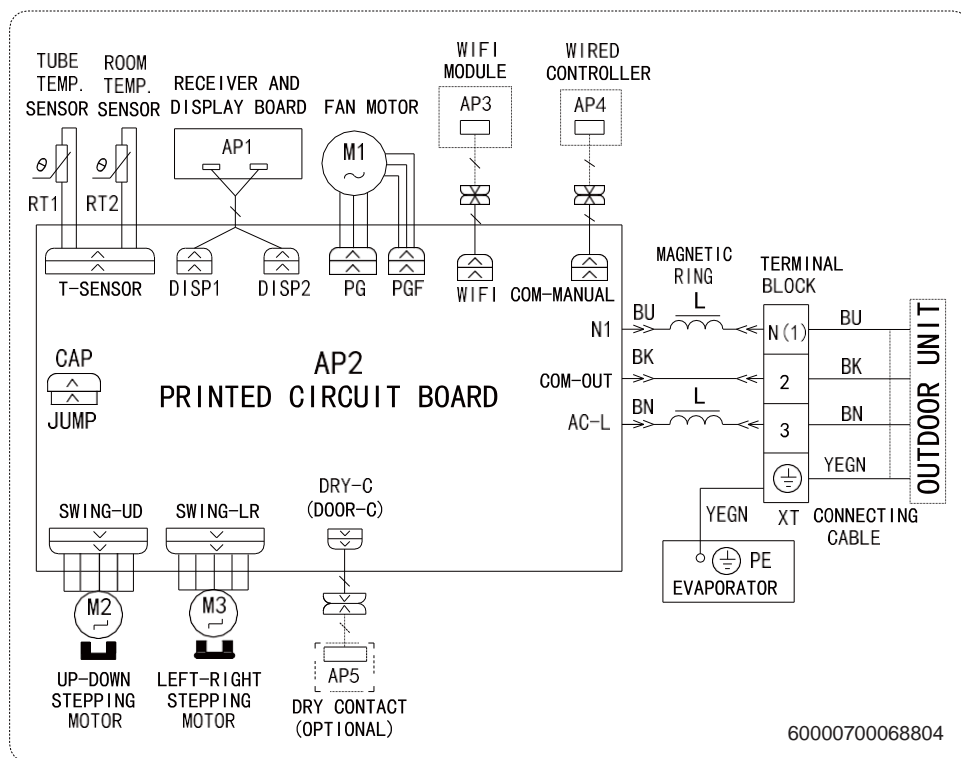 TUBE
TEMP.
SENSOR
ROOM
TEMP.
SENSOR
RECEIVER AND
DISPLAY BOARD
FAN MOTOR
WIFI
MODULE
WIRED
CONTROLLER
AP3
AP4
AP1
M1
θ
θ
RT1
RT2
T-SENSOR
DISP1
DISP2
PG
PGF
WIFI
COM-MANUAL
MAGNETIC
RING
TERMINAL
BLOCK
N1
BU
L
N(1)
BU
COM-OUT
BK
2
BK
AC-L
BN
L
3
BN
YEGN
OUTDOOR UNIT
CAP
JUMP
AP2
PRINTED CIRCUIT BOARD
YEGN
XT
CONNECTING
CABLE
PE
EVAPORATOR
SWING-UD
SWING-LR
DRY-C
(DOOR-C)
M2
M3
AP5
UP-DOWN
STEPPING
MOTOR
LEFT-RIGHT
STEPPING
MOTOR
DRY CONTACT
(OPTIONAL)
60000700068804